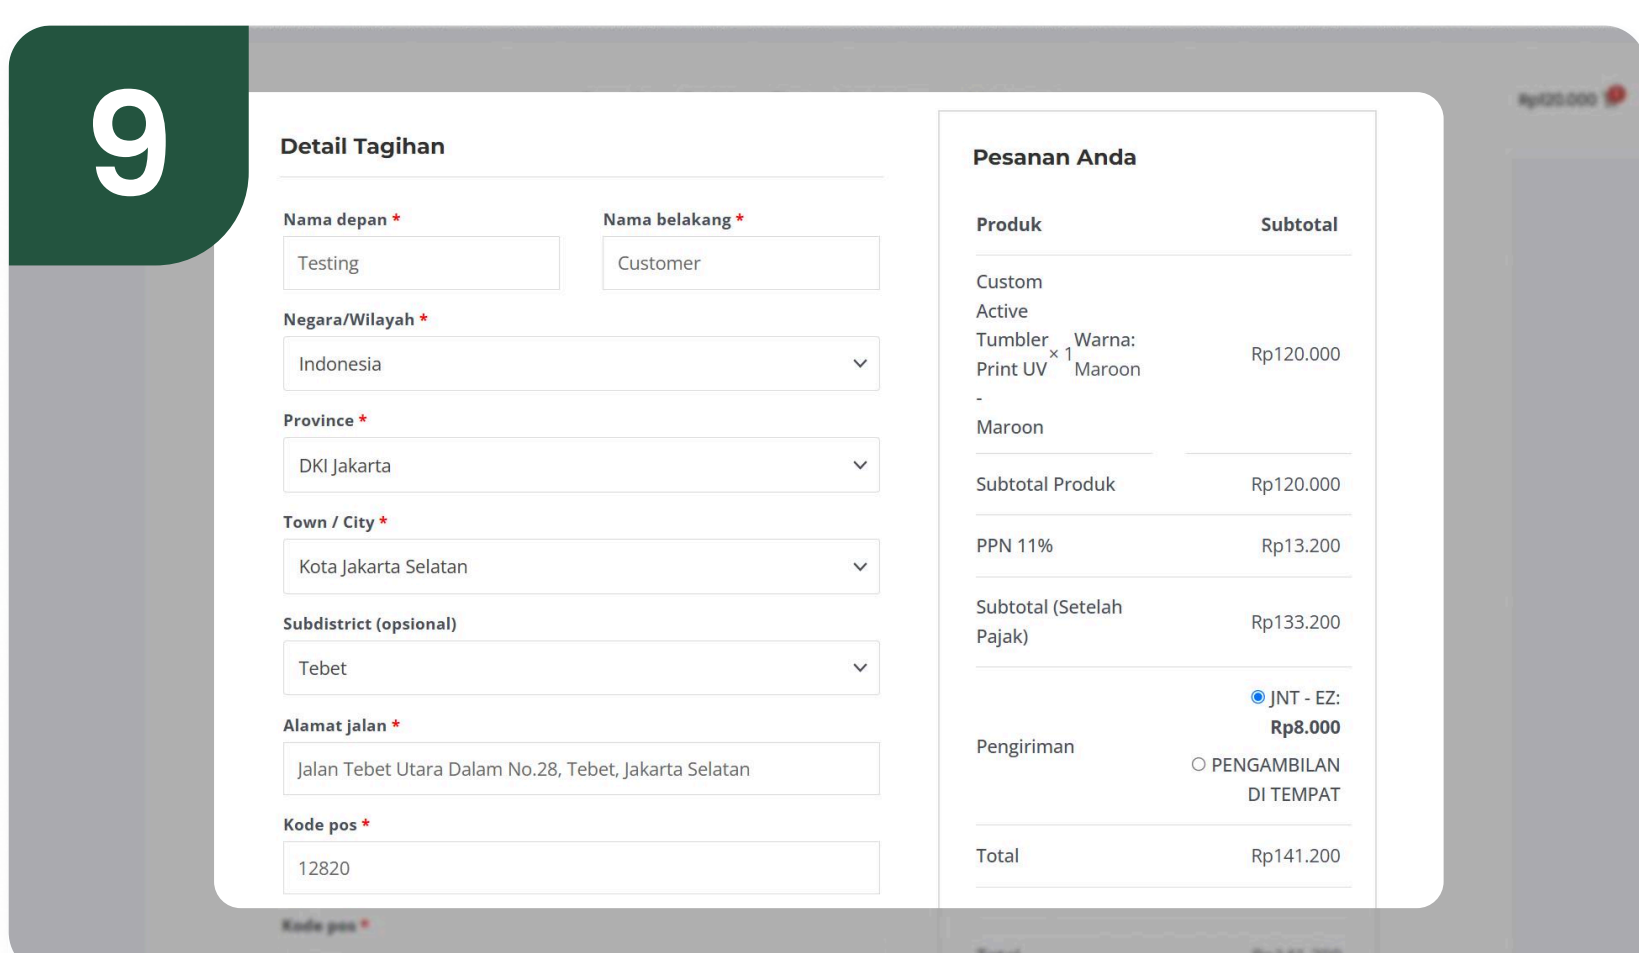 9
Rp120.000
Detail Tagihan
Nama depan *
Nama belakang *
Testing
Customer
Negara/Wilayah *
Indonesia
Province *
DKI Jakarta
Town / City *
Kota Jakarta Selatan
Subdistrict (opsional)
Tebet
Alamat jalan *
Jalan Tebet Utara Dalam No.28, Tebet, Jakarta Selatan
Kode pos *
12820
Kode pos *
Pesanan Anda
Produk
Subtotal
Custom
Active
Tumbler
Print UV
-
Maroon
× 1
Warna:
Maroon
Rp120.000
Subtotal Produk
Rp120.000
PPN 11%
Rp13.200
Subtotal (Setelah
Pajak)
Rp133.200
Pengiriman
JNT - EZ:
Rp8.000
PENGAMBILAN
DI TEMPAT
Total
Rp141.200